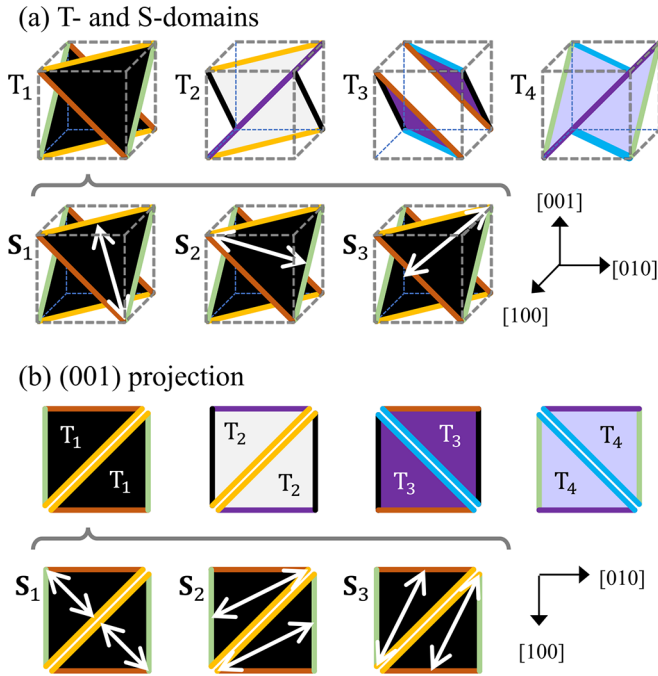 (a) T- and S-domains
T₁ T₂ T₃ T₄
S₁ S₂ S₃
[001]
[010]
[100]
(b) (001) projection
T₁ T₂ T₃ T₄
T₁ T₂ T₃ T₄
S₁ S₂ S₃
[010]
[100]